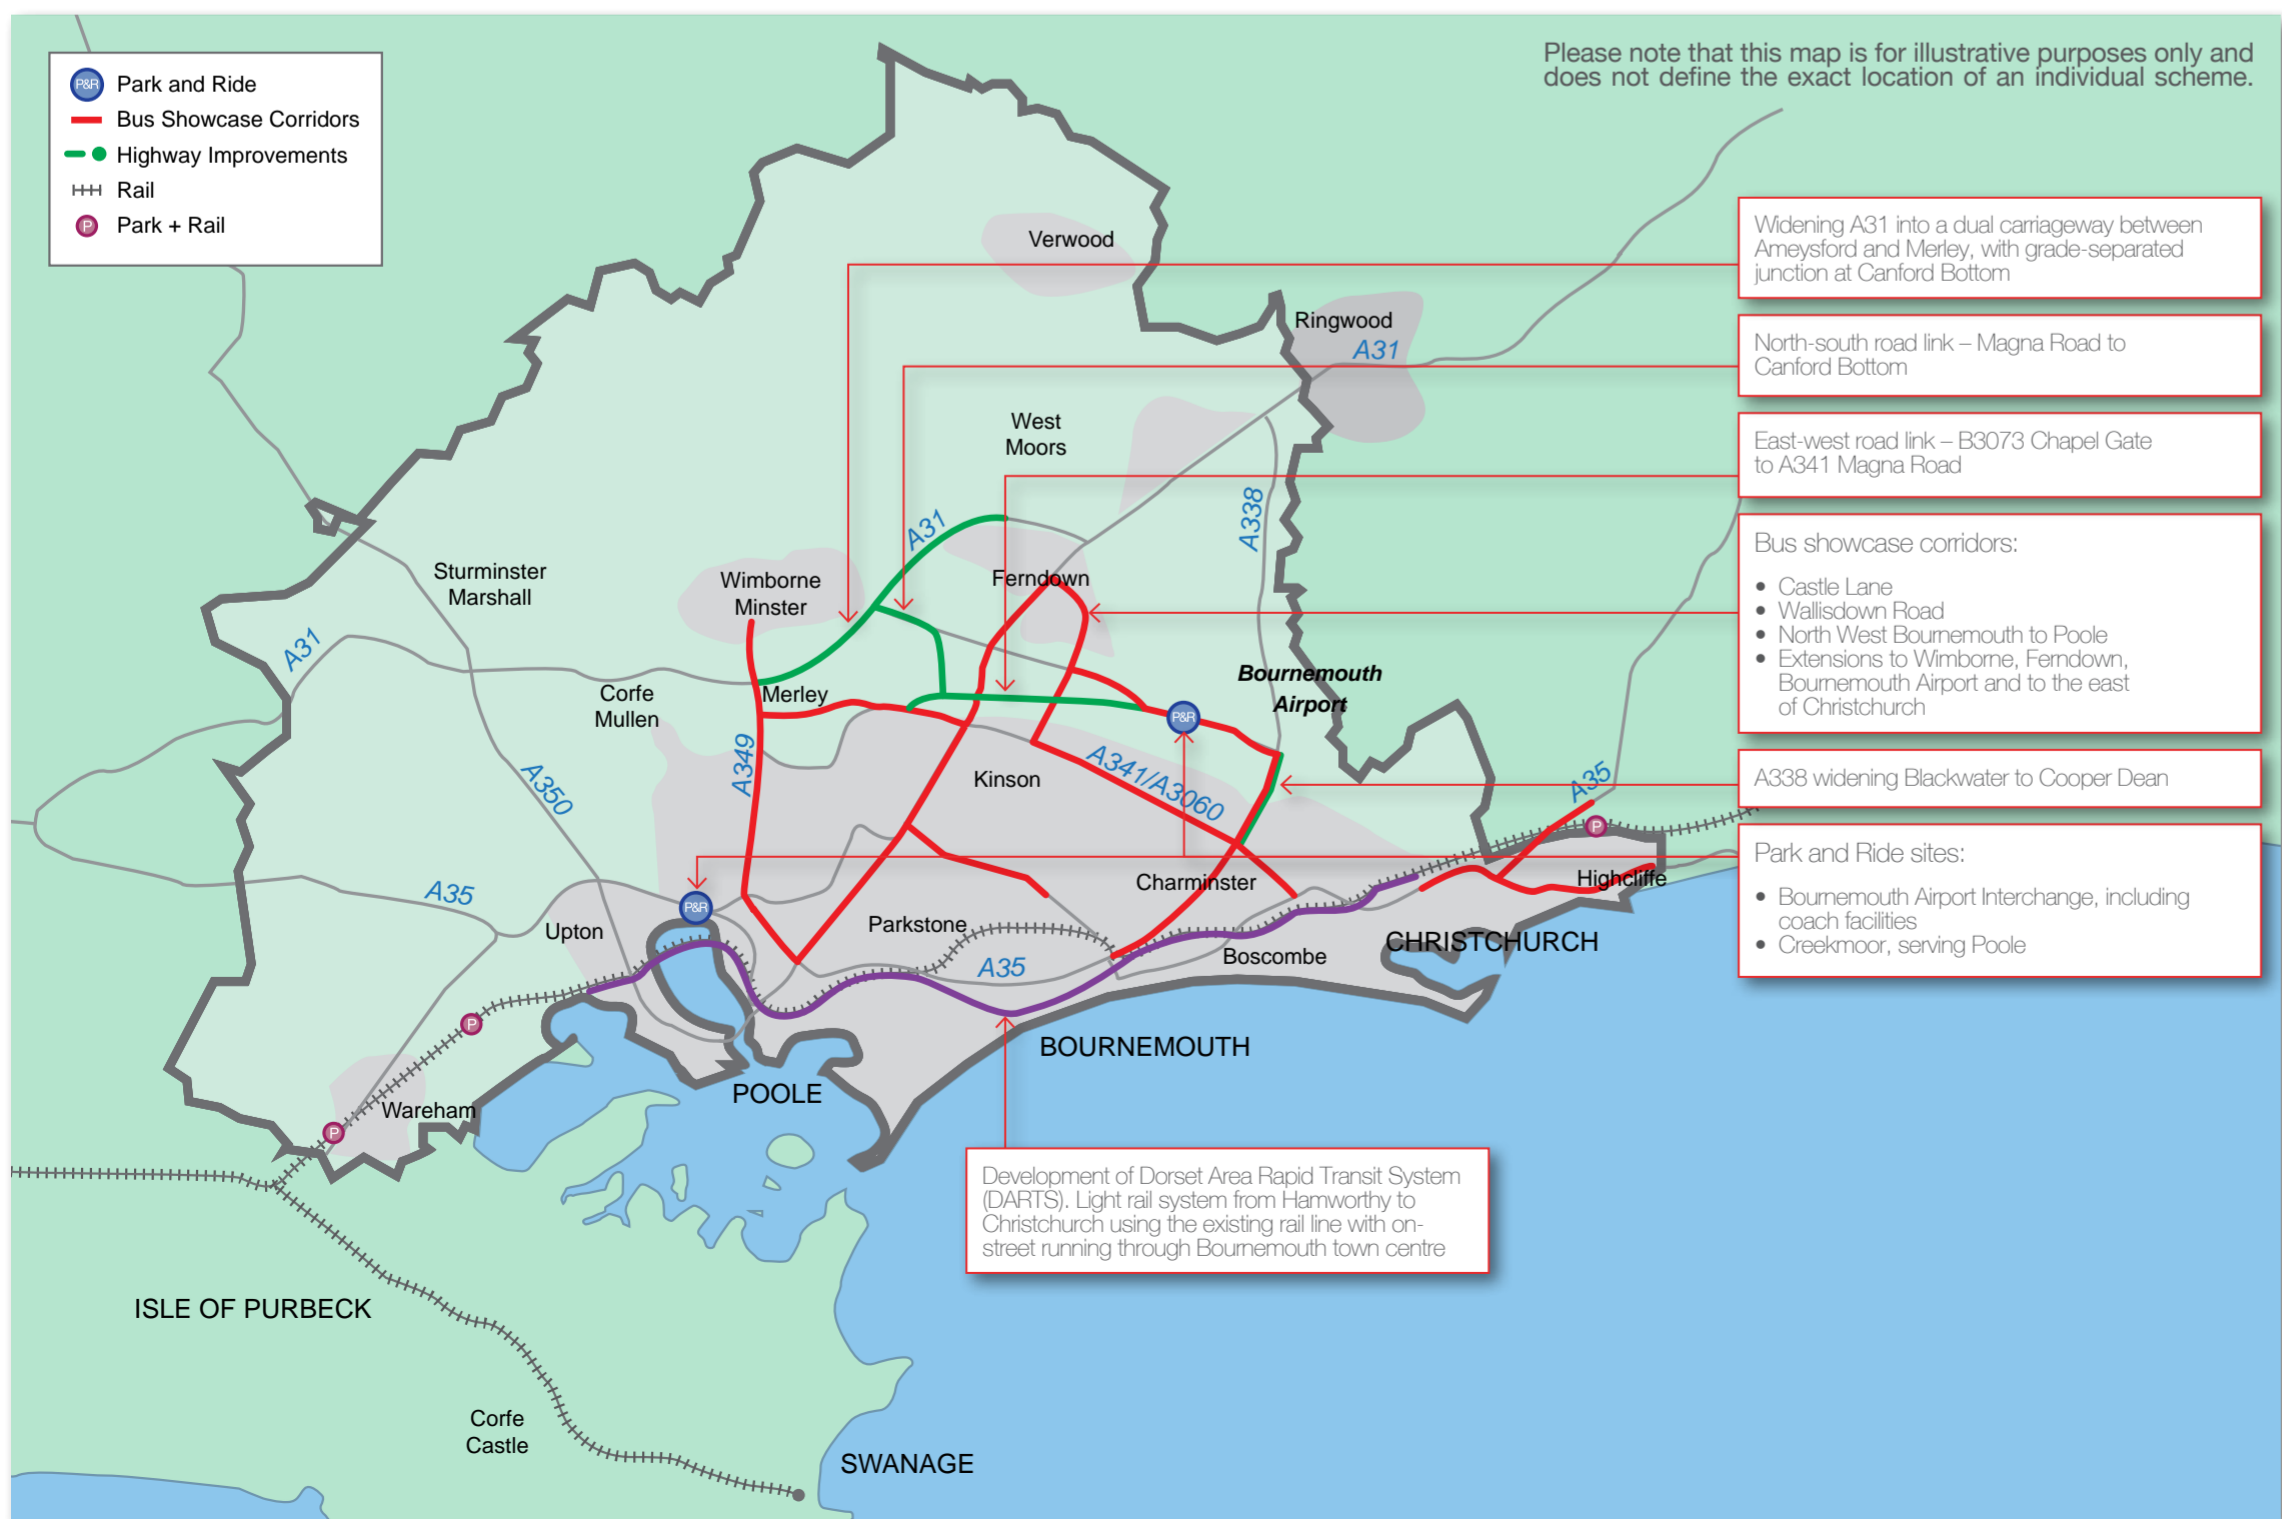 Please note that this map is for illustrative purposes only and
does not define the exact location of an individual scheme.
P&R Park and Ride
Bus Showcase Corridors
Highway Improvements
Rail
P Park + Rail
Verwood
Ringwood
A31
West
Moors
A338
A31
Sturminster
Marshall
Wimborne
Minster
Ferndown
A31
Corfe
Mullen
Merley
Bournemouth
Airport
P&R
A349
A350
Kinson
A341/A3060
A35
P
A35
P&R
Charminster
Highcliffe
Upton
Parkstone
CHRISTCHURCH
Boscombe
A35
P
BOURNEMOUTH
POOLE
Wareham
P
ISLE OF PURBECK
Corfe
Castle
SWANAGE
Widening A31 into a dual carriageway between
Ameysford and Merley, with grade-separated
junction at Canford Bottom
North-south road link – Magna Road to
Canford Bottom
East-west road link – B3073 Chapel Gate
to A341 Magna Road
Bus showcase corridors:
• Castle Lane
• Wallisdown Road
• North West Bournemouth to Poole
• Extensions to Wimborne, Ferndown,
Bournemouth Airport and to the east
of Christchurch
A338 widening Blackwater to Cooper Dean
Park and Ride sites:
• Bournemouth Airport Interchange, including
coach facilities
• Creekmoor, serving Poole
Development of Dorset Area Rapid Transit System
(DARTS). Light rail system from Hamworthy to
Christchurch using the existing rail line with on-
street running through Bournemouth town centre